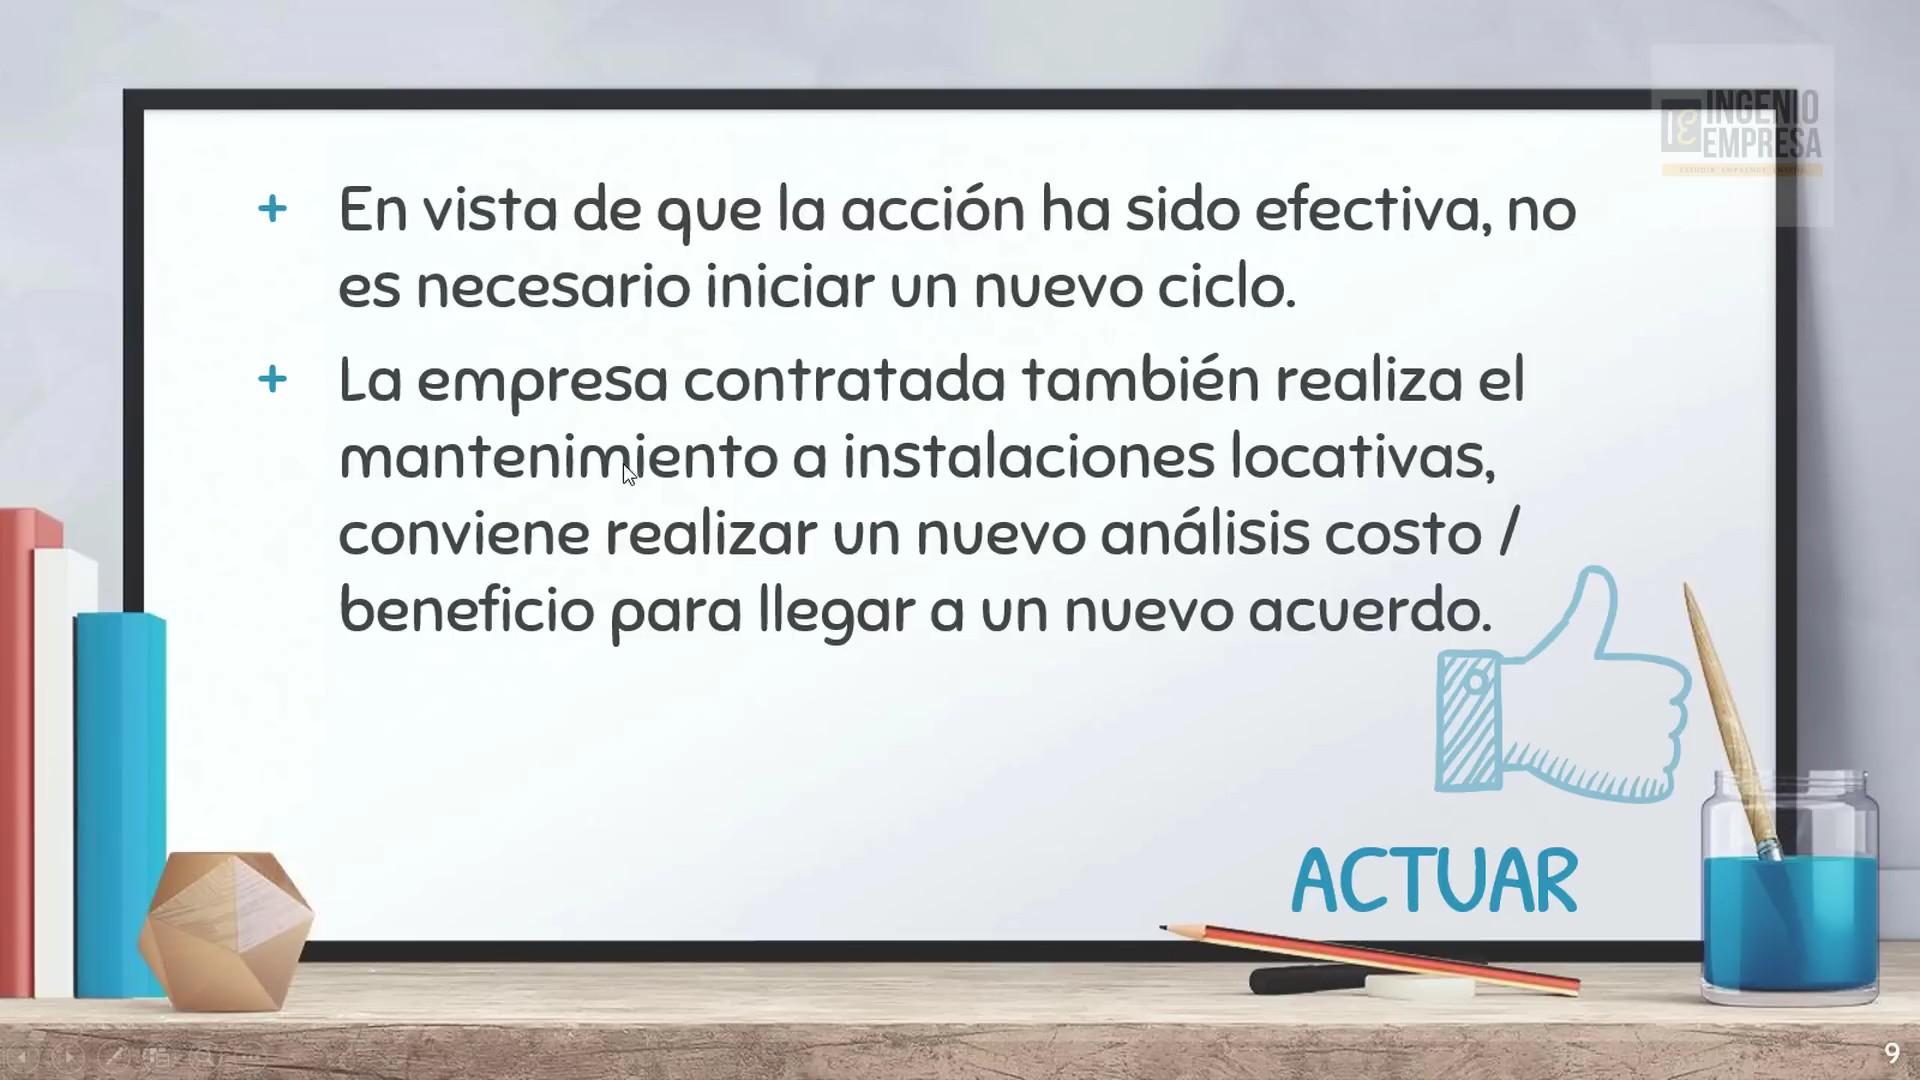 INGENIO
EMPRESA
+ En vista de que la acción ha sido efectiva, no
es necesario iniciar un nuevo ciclo.
+ La empresa contratada también realiza el
mantenimiento a instalaciones locativas,
conviene realizar un nuevo análisis costo /
beneficio para llegar a un nuevo acuerdo.
ACTUAR
9